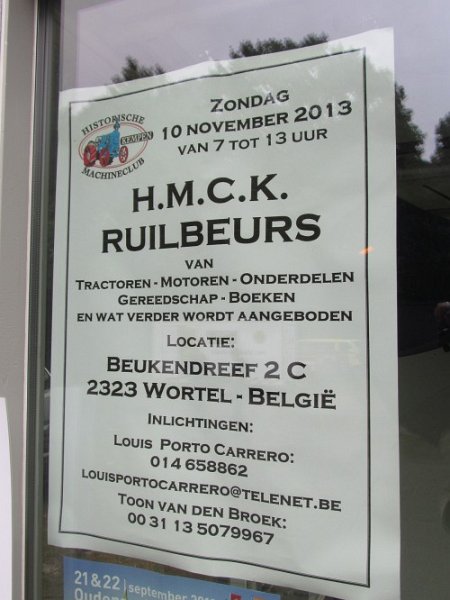 HISTORISCHE
KEMPEN
MACHINECLUB
ZONDAG
10 NOVEMBER 2013
VAN 7 TOT 13 UUR
H.M.C.K.
RUILBEURS
VAN
TRACTOREN - MOTOREN - ONDERDELEN
GEREEDSCHAP - BOEKEN
EN WAT VERDER WORDT AANGEBODEN
LOCATIE:
BEUKENDREEF 2 C
2323 WORTEL - BELGIË
INLICHTINGEN:
LOUIS PORTO CARRERO:
014 658862
LOUISPORTOCARRERO@TELENET.BE
TOON VAN DEN BROEK:
00 31 13 5079967
21 & 22 | september